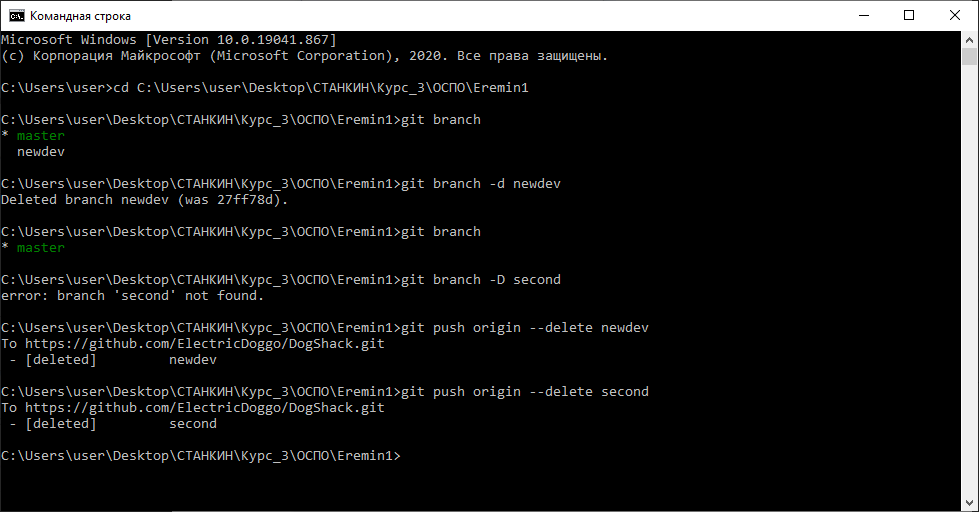 Командная строка
Microsoft Windows [Version 10.0.19041.867]
(c) Корпорация Майкрософт (Microsoft Corporation), 2020. Все права защищены.
C:\Users\user>cd C:\Users\user\Desktop\СТАНКИН\Курс_3\ОСПО\Eremin1
C:\Users\user\Desktop\СТАНКИН\Курс_3\ОСПО\Eremin1>git branch
* master
  newdev
C:\Users\user\Desktop\СТАНКИН\Курс_3\ОСПО\Eremin1>git branch -d newdev
Deleted branch newdev (was 27ff78d).
C:\Users\user\Desktop\СТАНКИН\Курс_3\ОСПО\Eremin1>git branch
* master
C:\Users\user\Desktop\СТАНКИН\Курс_3\ОСПО\Eremin1>git branch -D second
error: branch 'second' not found.
C:\Users\user\Desktop\СТАНКИН\Курс_3\ОСПО\Eremin1>git push origin --delete newdev
To https://github.com/ElectricDoggo/DogShack.git
 - [deleted]         newdev
C:\Users\user\Desktop\СТАНКИН\Курс_3\ОСПО\Eremin1>git push origin --delete second
To https://github.com/ElectricDoggo/DogShack.git
 - [deleted]         second
C:\Users\user\Desktop\СТАНКИН\Курс_3\ОСПО\Eremin1>